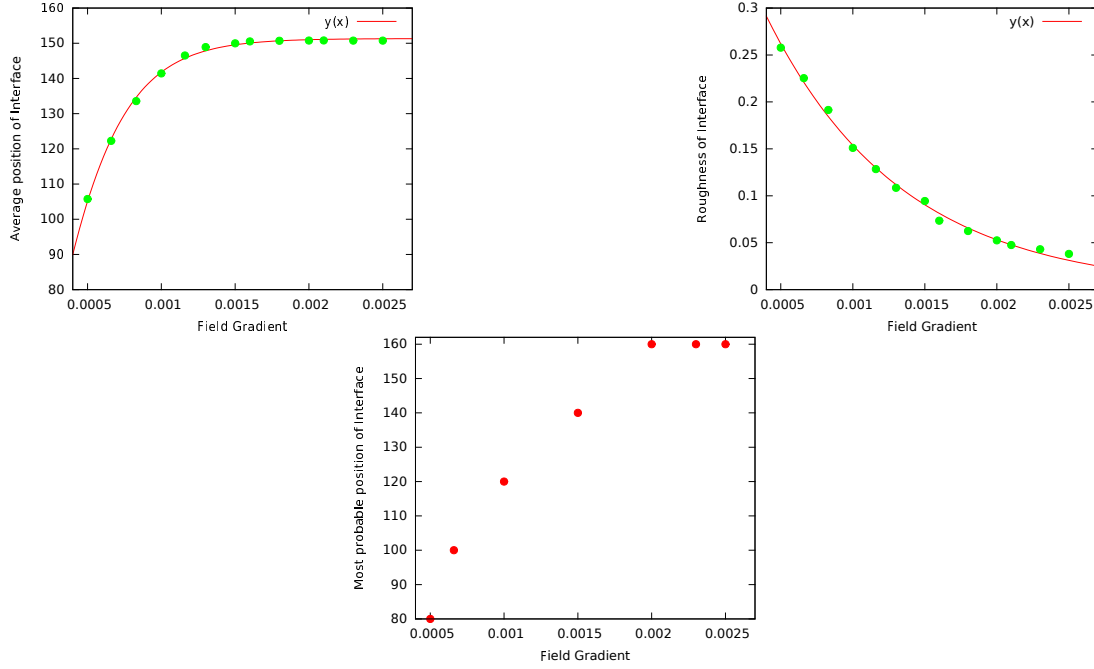 160
150
140
130
120
110
100
90
80
Average position of Interface
y(x)
0.0005 0.001 0.0015 0.002 0.0025
Field Gradient
0.3
0.25
0.2
0.15
0.1
0.05
0
Roughness of Interface
y(x)
0.0005 0.001 0.0015 0.002 0.0025
Field Gradient
160
150
140
130
120
110
100
90
80
Most probable position of Interface
0.0005 0.001 0.0015 0.002 0.0025
Field Gradient